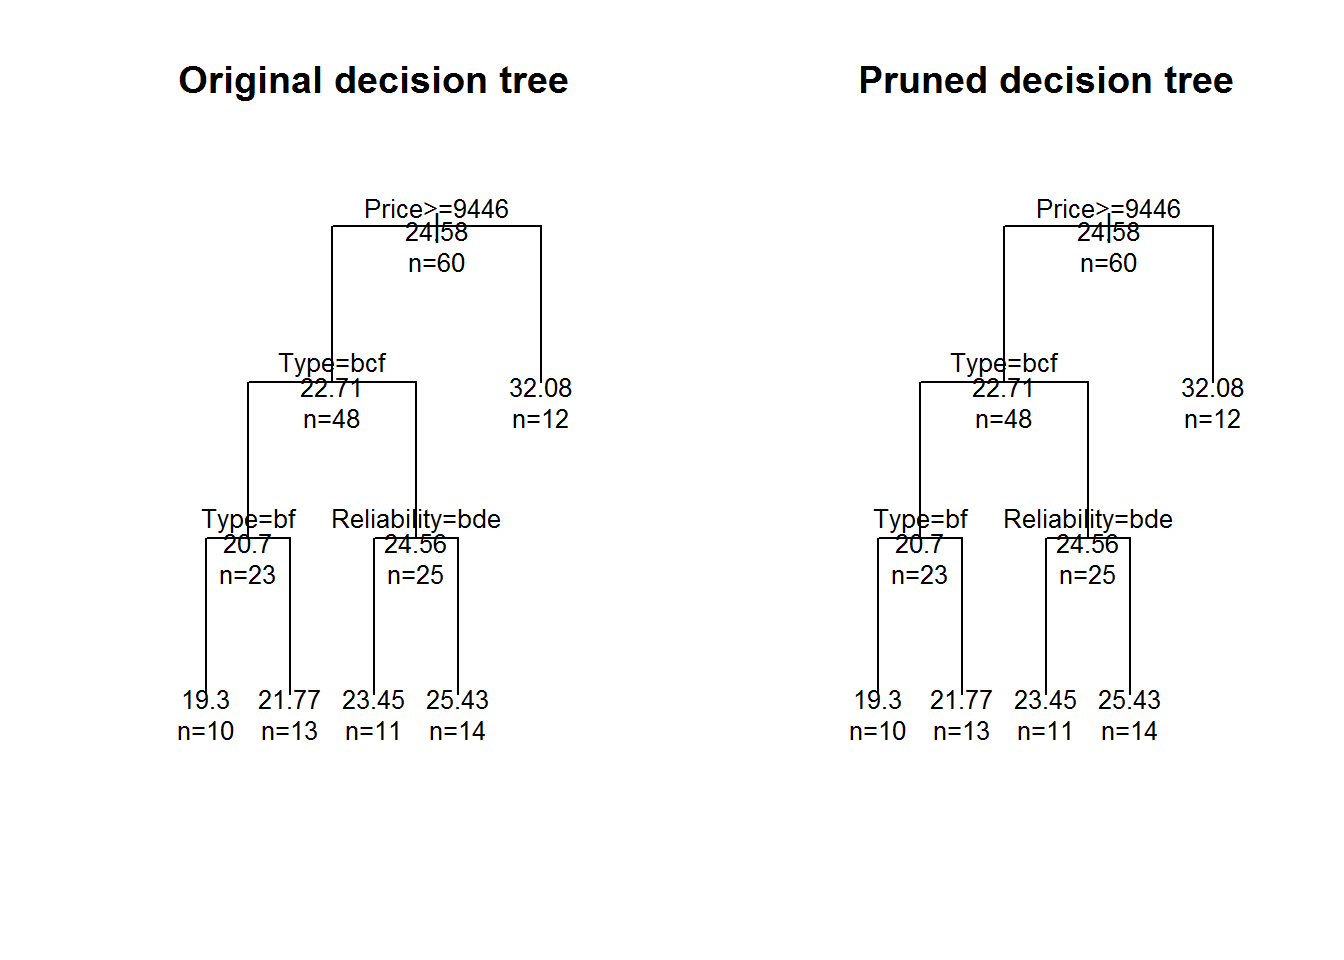 Original decision tree
Price>=9446
24.58
n=60
Type=bcf
22.71
n=48
32.08
n=12
Type=bf
20.7
n=23
Reliability=bde
24.56
n=25
19.3
n=10
21.77
n=13
23.45
n=11
25.43
n=14
Pruned decision tree
Price>=9446
24.58
n=60
Type=bcf
22.71
n=48
32.08
n=12
Type=bf
20.7
n=23
Reliability=bde
24.56
n=25
19.3
n=10
21.77
n=13
23.45
n=11
25.43
n=14